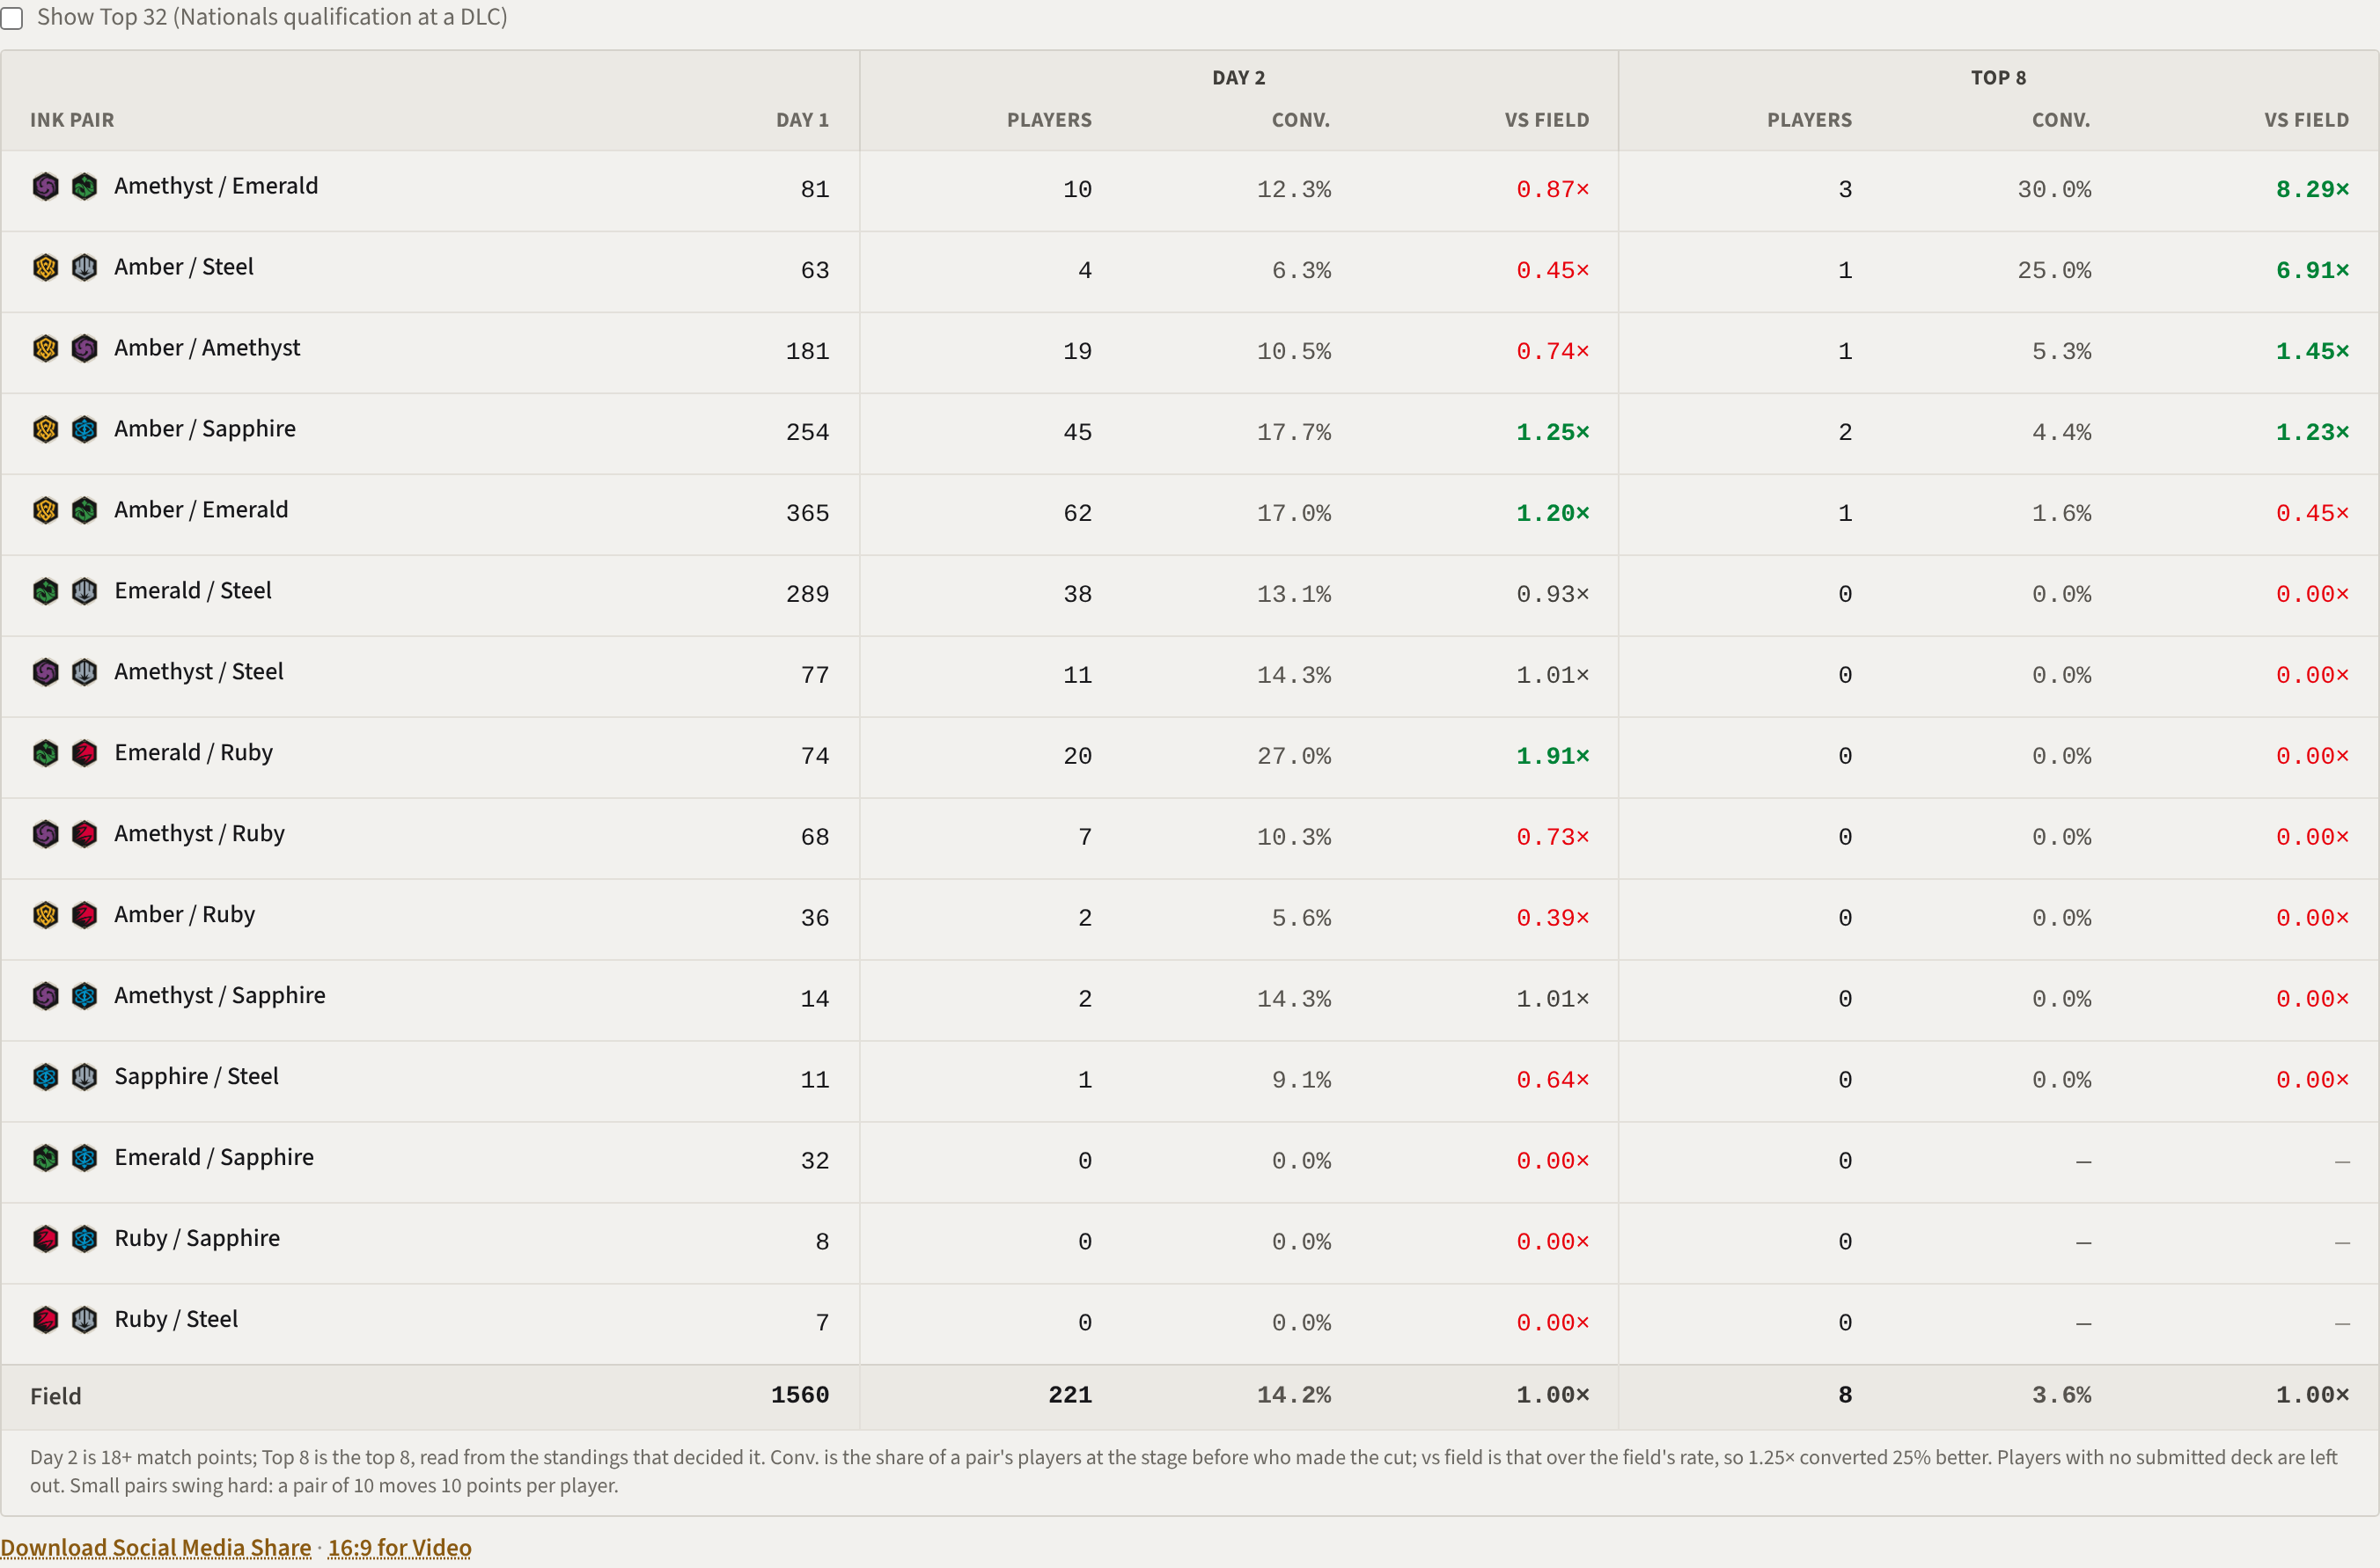 Show Top 32 (Nationals qualification at a DLC)
DAY 2 TOP 8
INK PAIR DAY 1 PLAYERS CONV. VS FIELD PLAYERS CONV. VS FIELD
Amethyst / Emerald 81 10 12.3% 0.87× 3 30.0% 8.29×
Amber / Steel 63 4 6.3% 0.45× 1 25.0% 6.91×
Amber / Amethyst 181 19 10.5% 0.74× 1 5.3% 1.45×
Amber / Sapphire 254 45 17.7% 1.25× 2 4.4% 1.23×
Amber / Emerald 365 62 17.0% 1.20× 1 1.6% 0.45×
Emerald / Steel 289 38 13.1% 0.93× 0 0.0% 0.00×
Amethyst / Steel 77 11 14.3% 1.01× 0 0.0% 0.00×
Emerald / Ruby 74 20 27.0% 1.91× 0 0.0% 0.00×
Amethyst / Ruby 68 7 10.3% 0.73× 0 0.0% 0.00×
Amber / Ruby 36 2 5.6% 0.39× 0 0.0% 0.00×
Amethyst / Sapphire 14 2 14.3% 1.01× 0 0.0% 0.00×
Sapphire / Steel 11 1 9.1% 0.64× 0 0.0% 0.00×
Emerald / Sapphire 32 0 0.0% 0.00× 0 — —
Ruby / Sapphire 8 0 0.0% 0.00× 0 — —
Ruby / Steel 7 0 0.0% 0.00× 0 — —
Field 1560 221 14.2% 1.00× 8 3.6% 1.00×
Day 2 is 18+ match points; Top 8 is the top 8, read from the standings that decided it. Conv. is the share of a pair's players at the stage before who made the cut; vs field is that over the field's rate, so 1.25× converted 25% better. Players with no submitted deck are left
out. Small pairs swing hard: a pair of 10 moves 10 points per player.
Download Social Media Share · 16:9 for Video